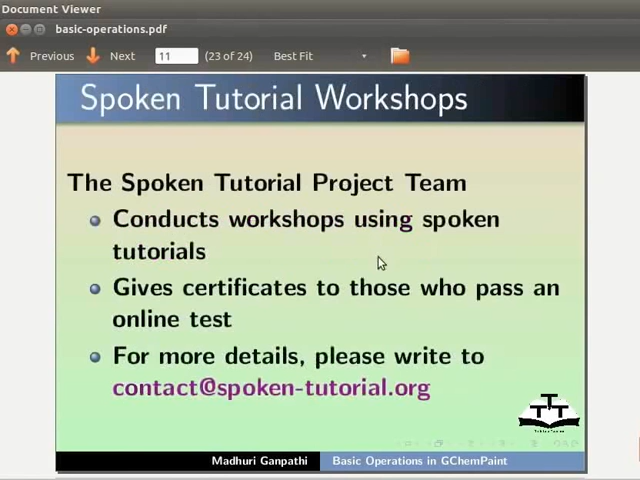 Document Viewer
basic-operations.pdf
Previous Next 11 (23 of 24) Best Fit
Spoken Tutorial Workshops
The Spoken Tutorial Project Team
Conducts workshops using spoken
tutorials
Gives certificates to those who pass an
online test
For more details, please write to
contact@spoken-tutorial.org
Madhuri Ganpathi Basic Operations in GChemPaint